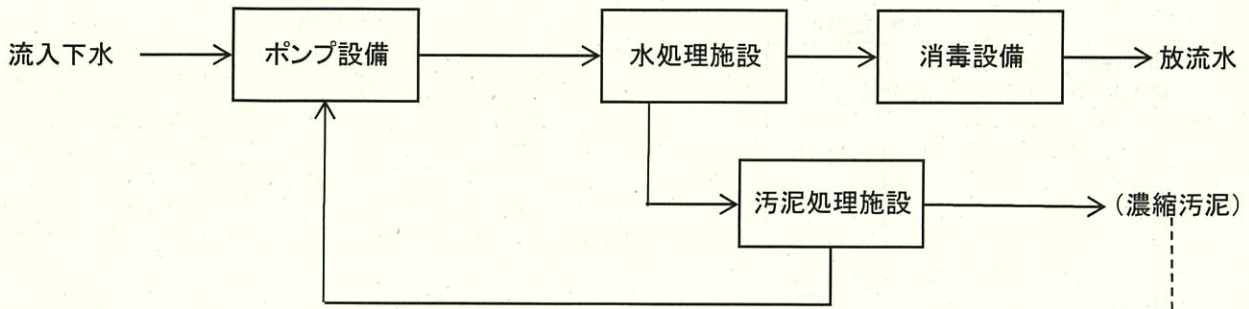 流入下水
ポンプ設備
水処理施設
消毒設備
放流水
汚泥処理施設
(濃縮汚泥)